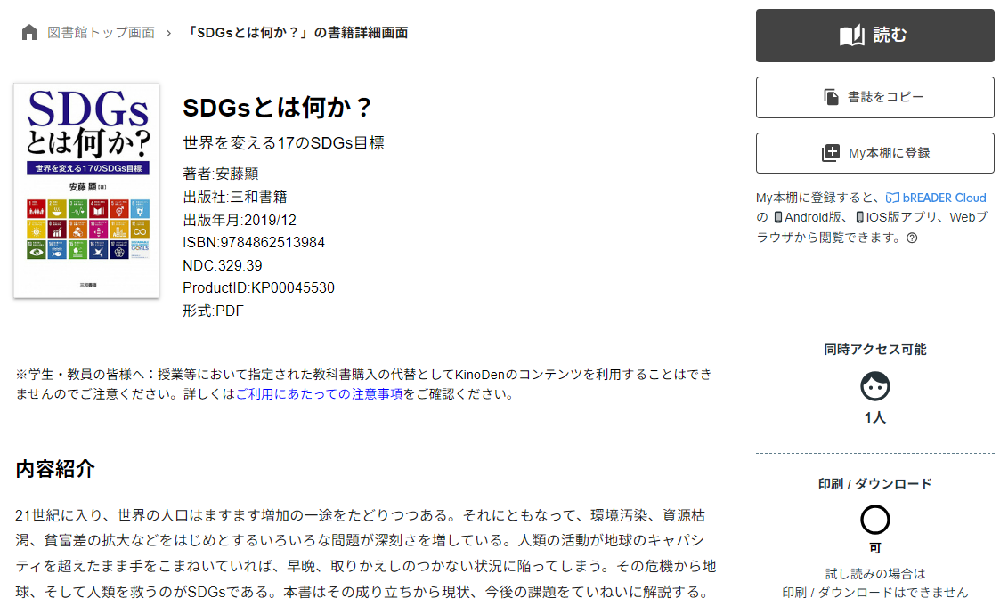 図書館トップ画面 › 「SDGsとは何か？」の書籍詳細画面
SDGs
とは何か?
世界を変える17のSDGs目標
安藤 顯[著]
三和書籍
SDGsとは何か？
世界を変える17のSDGs目標
著者:安藤顯
出版社:三和書籍
出版年月:2019/12
ISBN:9784862513984
NDC:329.39
ProductID:KP00045530
形式:PDF
※学生・教員の皆様へ：授業等において指定された教科書購入の代替としてKinoDenのコンテンツを利用することはでき
ませんのでご注意ください。詳しくはご利用にあたっての注意事項をご確認ください。
内容紹介
21世紀に入り、世界の人口はますます増加の一途をたどりつつある。それにともなって、環境汚染、資源枯
渇、貧富差の拡大などをはじめとするいろいろな問題が深刻さを増している。人類の活動が地球のキャパシ
ティを超えたまま手をこまねいていれば、早晩、取りかえしのつかない状況に陥ってしまう。その危機から地
球、そして人類を救うのがSDGsである。本書はその成り立ちから現状、今後の課題をていねいに解説する。
読む
書誌をコピー
My本棚に登録
My本棚に登録すると、bREADER Cloud
の Android版、iOS版アプリ、Webブ
ラウザから閲覧できます。?
同時アクセス可能
1人
印刷 / ダウンロード
可
試し読みの場合は
印刷 / ダウンロードはできません